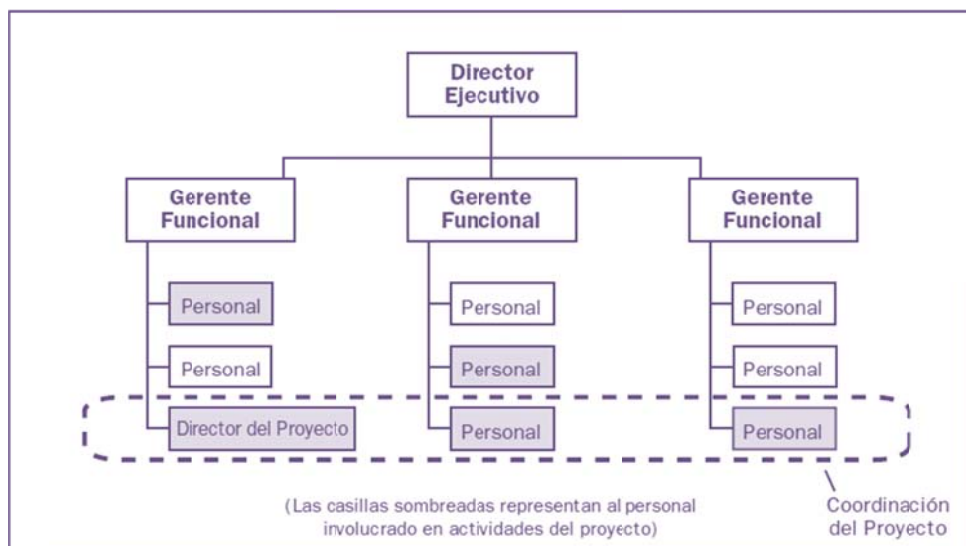 Director
Ejecutivo
Gerente
Funcional
Gerente
Funcional
Gerente
Funcional
Personal
Personal
Personal
Personal
Personal
Personal
Director del Proyecto
Personal
Personal
(Las casillas sombreadas representan al personal
involucrado en actividades del proyecto)
Coordinación
del Proyecto